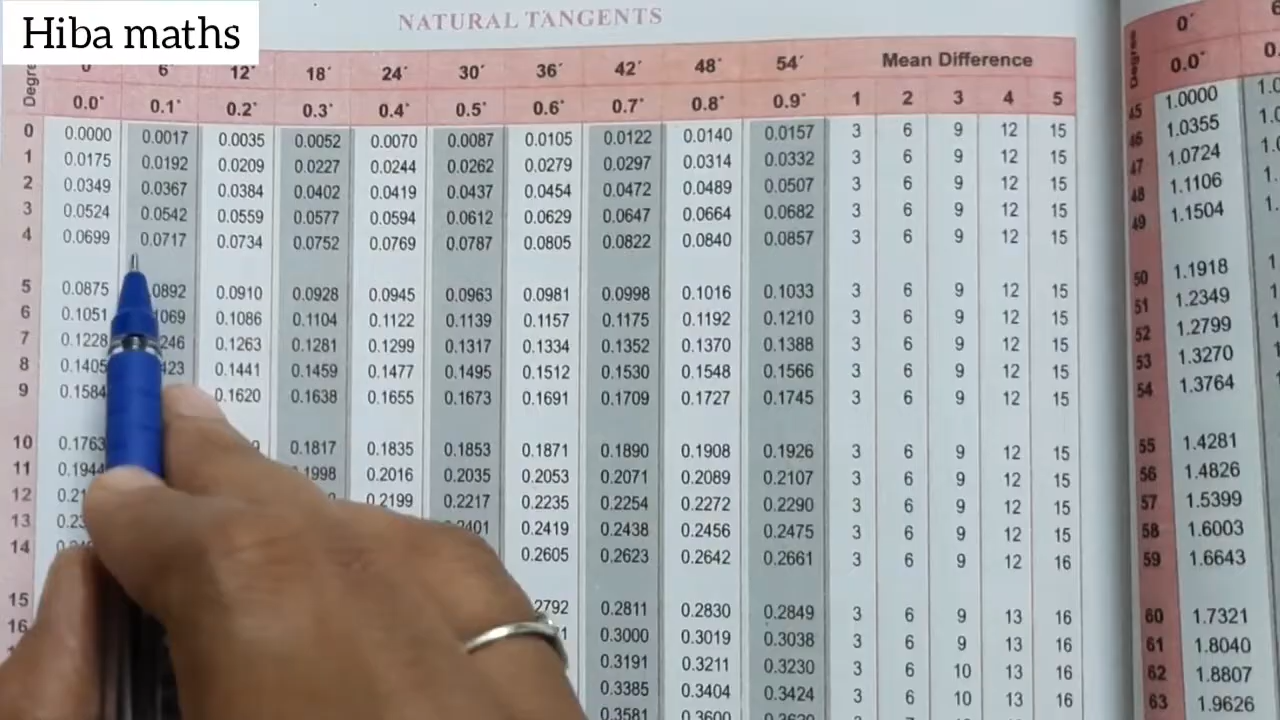 Hiba maths
NATURAL TANGENTS
Degre 0′ 6′ 12′ 18′ 24′ 30′ 36′ 42′ 48′ 54′ Mean Difference
0.0° 0.1° 0.2° 0.3° 0.4° 0.5° 0.6° 0.7° 0.8° 0.9° 1 2 3 4 5
0 0.0000 0.0017 0.0035 0.0052 0.0070 0.0087 0.0105 0.0122 0.0140 0.0157 3 6 9 12 15
1 0.0175 0.0192 0.0209 0.0227 0.0244 0.0262 0.0279 0.0297 0.0314 0.0332 3 6 9 12 15
2 0.0349 0.0367 0.0384 0.0402 0.0419 0.0437 0.0454 0.0472 0.0489 0.0507 3 6 9 12 15
3 0.0524 0.0542 0.0559 0.0577 0.0594 0.0612 0.0629 0.0647 0.0664 0.0682 3 6 9 12 15
4 0.0699 0.0717 0.0734 0.0752 0.0769 0.0787 0.0805 0.0822 0.0840 0.0857 3 6 9 12 15
5 0.0875 0892 0.0910 0.0928 0.0945 0.0963 0.0981 0.0998 0.1016 0.1033 3 6 9 12 15
6 0.1051 1069 0.1086 0.1104 0.1122 0.1139 0.1157 0.1175 0.1192 0.1210 3 6 9 12 15
7 0.1228 246 0.1263 0.1281 0.1299 0.1317 0.1334 0.1352 0.1370 0.1388 3 6 9 12 15
8 0.1405 423 0.1441 0.1459 0.1477 0.1495 0.1512 0.1530 0.1548 0.1566 3 6 9 12 15
9 0.1584 0.1620 0.1638 0.1655 0.1673 0.1691 0.1709 0.1727 0.1745 3 6 9 12 15
10 0.1763 0.1817 0.1835 0.1853 0.1871 0.1890 0.1908 0.1926 3 6 9 12 15
11 0.1944 1998 0.2016 0.2035 0.2053 0.2071 0.2089 0.2107 3 6 9 12 15
12 0.2199 0.2217 0.2235 0.2254 0.2272 0.2290 3 6 9 12 15
13 0.2419 0.2438 0.2456 0.2475 3 6 9 12 15
14 0.2605 0.2623 0.2642 0.2661 3 6 9 12 16
15 2792 0.2811 0.2830 0.2849 3 6 9 13 16
16 0.3000 0.3019 0.3038 3 6 9 13 16
0.3191 0.3211 0.3230 3 6 10 13 16
0.3385 0.3404 0.3424 3 6 10 13 16
0.3581 0.3600
Degree 0′
0.0°
45 1.0000
46 1.0355
47 1.0724
48 1.1106
49 1.1504
50 1.1918
51 1.2349
52 1.2799
53 1.3270
54 1.3764
55 1.4281
56 1.4826
57 1.5399
58 1.6003
59 1.6643
60 1.7321
61 1.8040
62 1.8807
63 1.9626